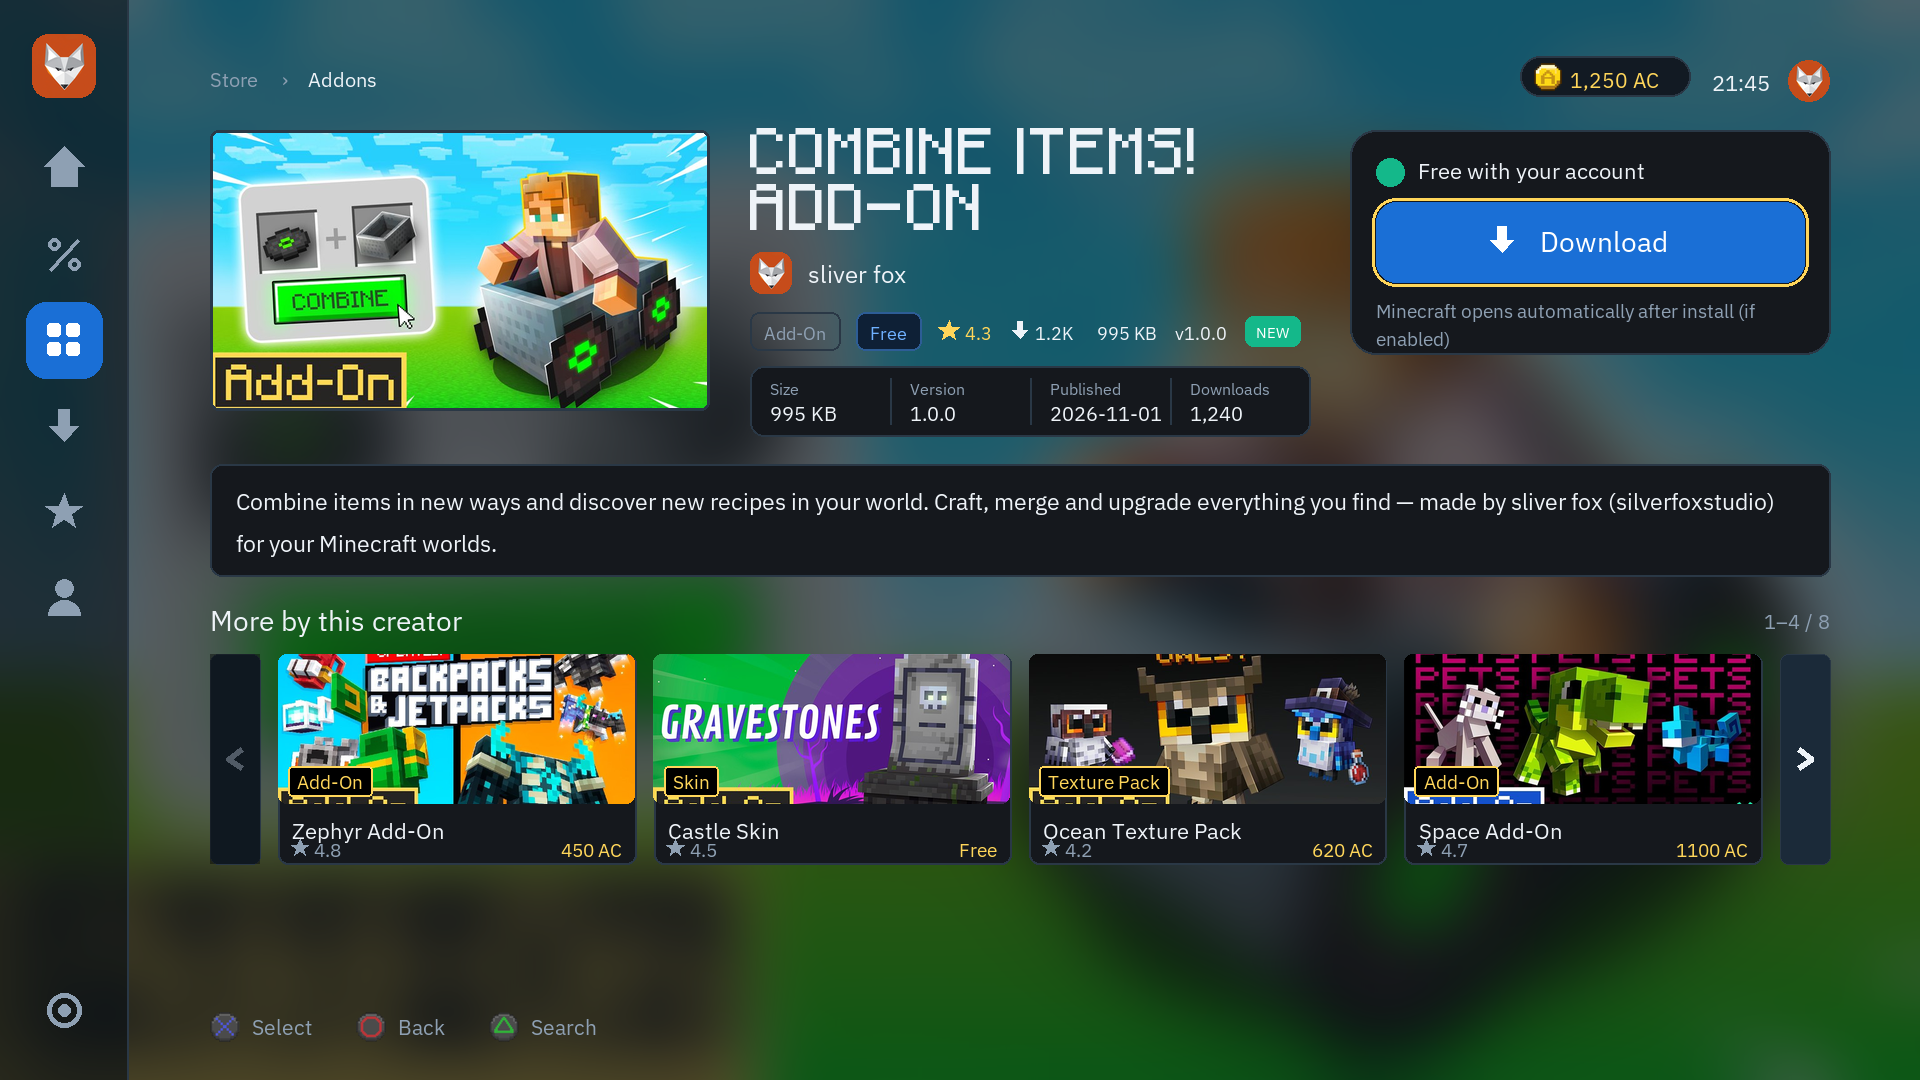 Store › Addons
1,250 AC
21:45
COMBINE
Add-On
COMBINE ITEMS!
ADD-ON
sliver fox
Add-On Free 4.3 1.2K 995 KB v1.0.0 NEW
Size Version Published Downloads
995 KB 1.0.0 2026-11-01 1,240
Free with your account
Download
Minecraft opens automatically after install (if
enabled)
Combine items in new ways and discover new recipes in your world. Craft, merge and upgrade everything you find — made by sliver fox (silverfoxstudio)
for your Minecraft worlds.
More by this creator
1–4 / 8
<
BACKPACKS
& JETPACKS
Add-On
Zephyr Add-On
4.8 450 AC
GRAVESTONES
Skin
Castle Skin
4.5 Free
Texture Pack
Ocean Texture Pack
4.2 620 AC
PETS PETS PETS
Add-On
Space Add-On
4.7 1100 AC
>
Select Back Search